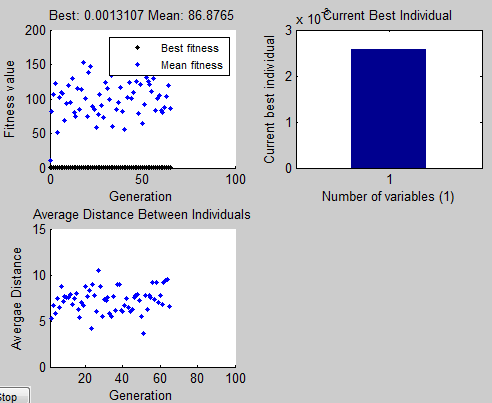 Best: 0.0013107 Mean: 86.8765
200
150
100
50
0
Fitness value
Best fitness
Mean fitness
0 50 100
Generation
x 10 Current Best Individual
3
2
1
0
Current best individual
1
Number of variables (1)
Average Distance Between Individuals
15
10
5
0
Avergae Distance
20 40 60 80 100
Generation
Stop